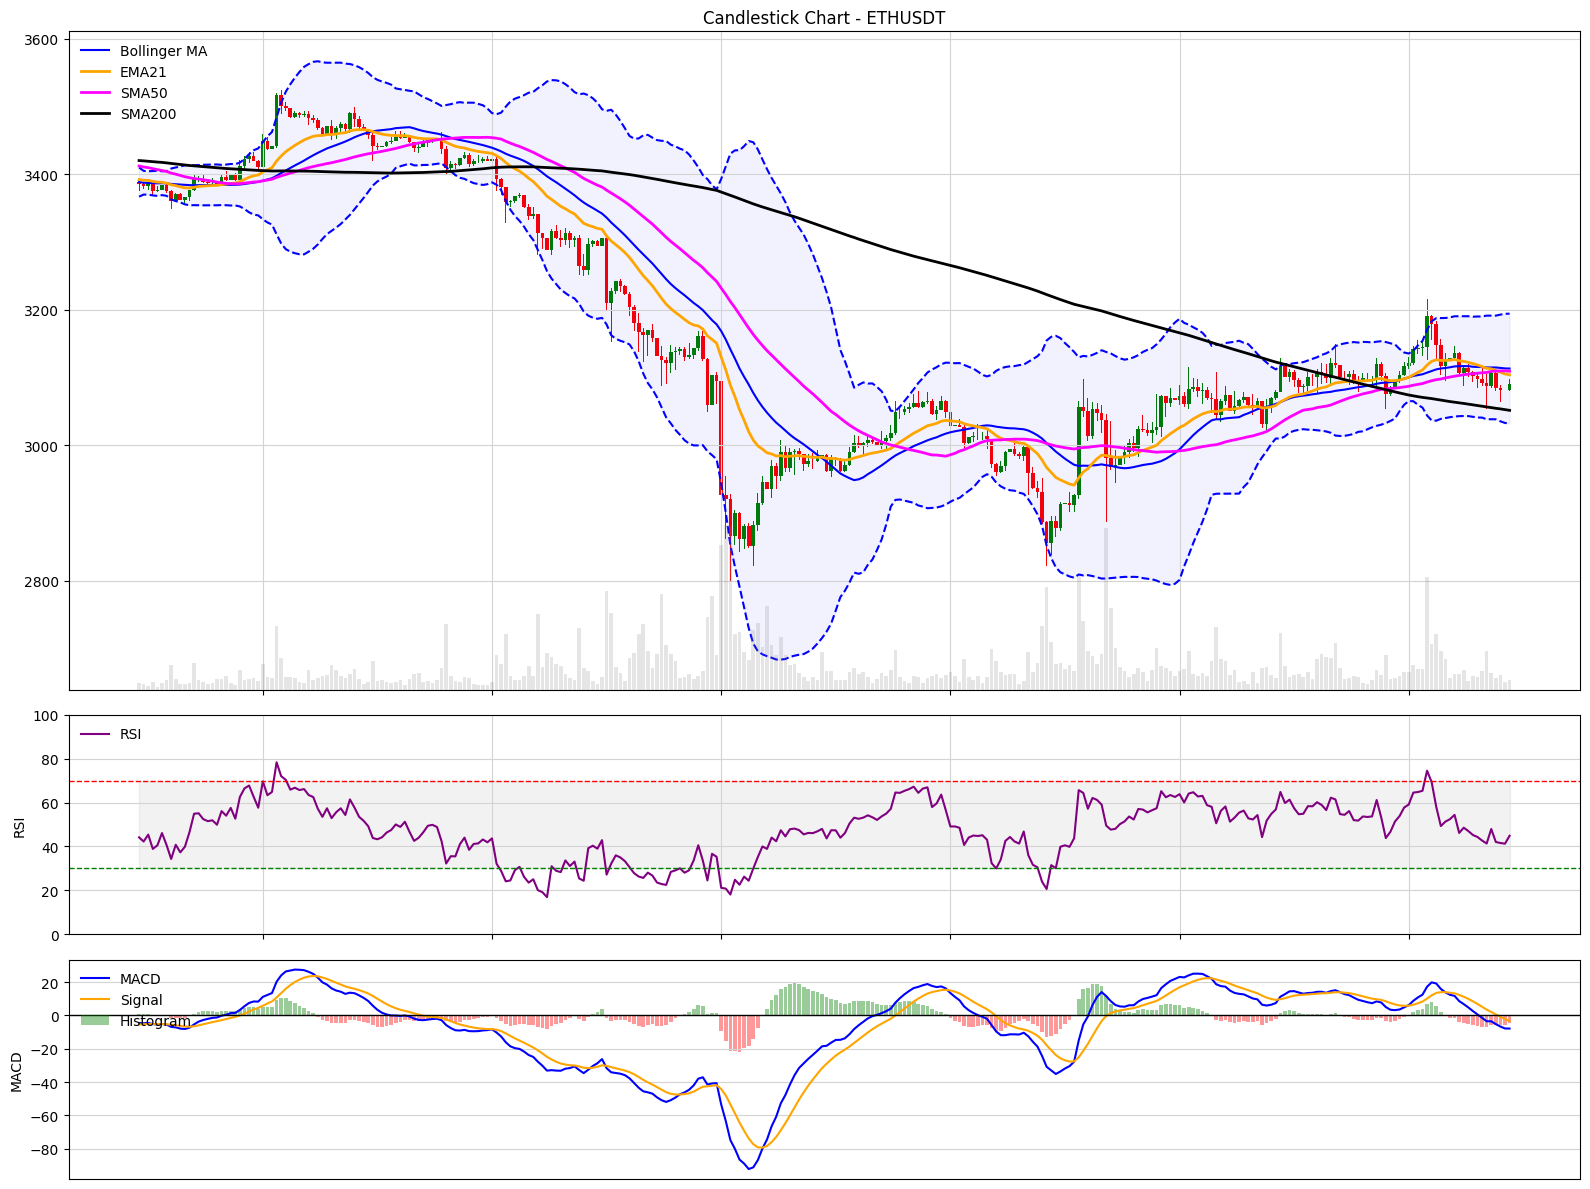 Candlestick Chart - ETHUSDT
3600
3400
3200
3000
2800
Bollinger MA
EMA21
SMA50
SMA200
100
80
60
40
20
0
RSI
RSI
20
0
−20
−40
−60
−80
MACD
MACD
Signal
Histogram